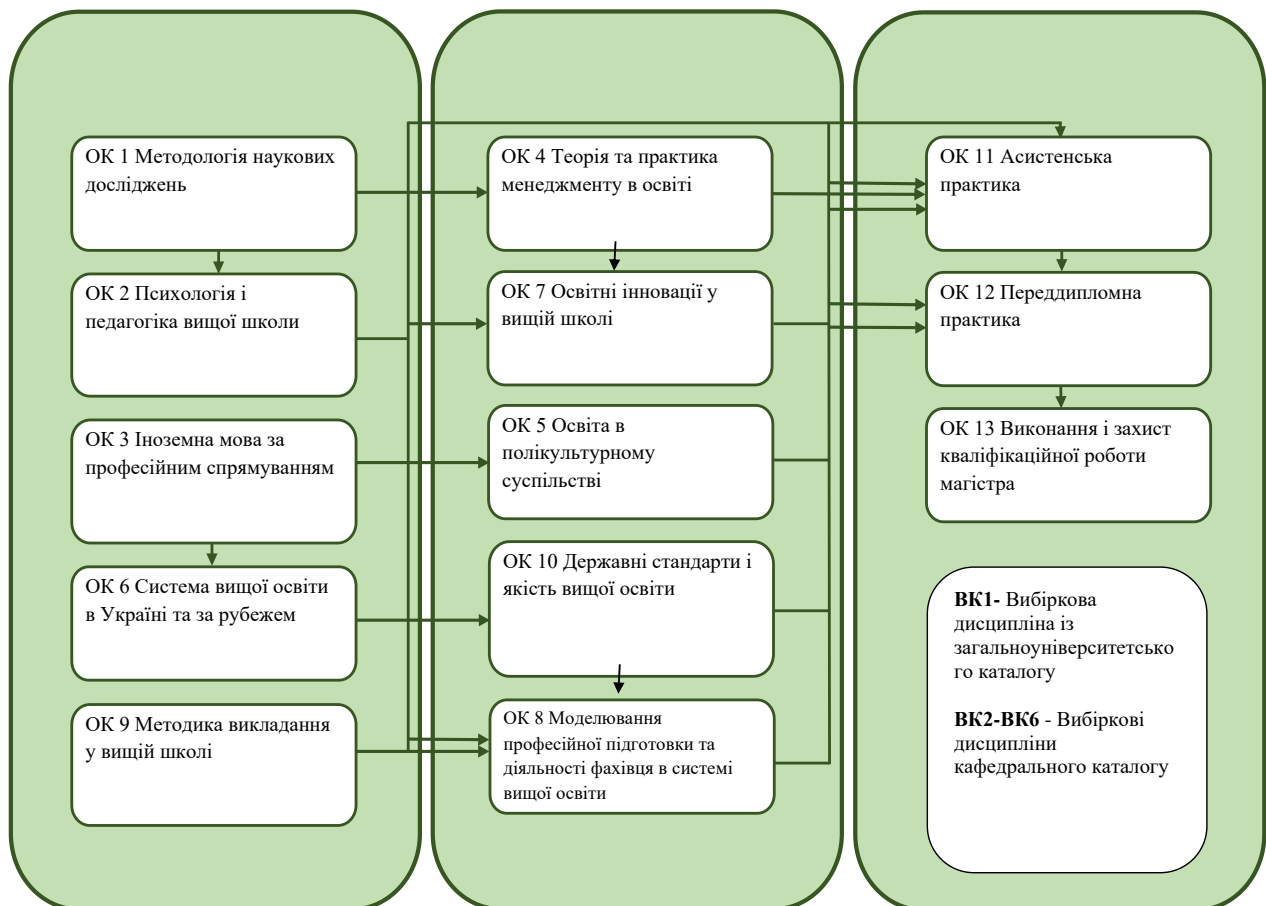 ОК 1 Методологія наукових
досліджень
ОК 2 Психологія і
педагогіка вищої школи
ОК 3 Іноземна мова за
професійним спрямуванням
ОК 6 Система вищої освіти
в Україні та за рубежем
ОК 9 Методика викладання
у вищій школі
ОК 4 Теорія та практика
менеджменту в освіті
ОК 7 Освітні інновації у
вищій школі
ОК 5 Освіта в
полікультурному
суспільстві
ОК 10 Державні стандарти і
якість вищої освіти
ОК 8 Моделювання
професійної підготовки та
діяльності фахівця в системі
вищої освіти
ОК 11 Асистенська
практика
ОК 12 Переддипломна
практика
ОК 13 Виконання і захист
кваліфікаційної роботи
магістра
ВК1- Вибіркова
дисципліна із
загальноуніверситетсько
го каталогу
ВК2-ВК6 - Вибіркові
дисципліни
кафедрального каталогу